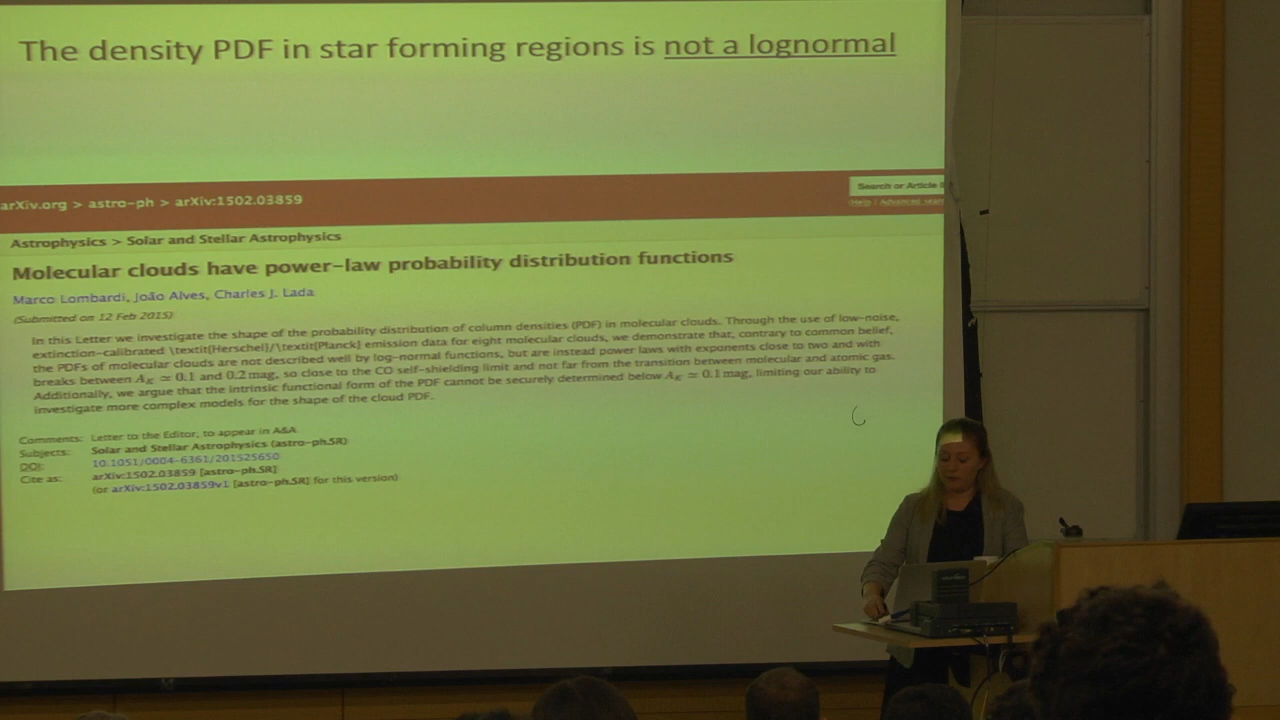 The density PDF in star forming regions is not a lognormal
Search or Article
arXiv.org > astro-ph > arXiv:1502.03859
Help | Advanced sear
Astrophysics > Solar and Stellar Astrophysics
Molecular clouds have power-law probability distribution functions
Marco Lombardi, João Alves, Charles J. Lada
(Submitted on 12 Feb 2015)
In this Letter we investigate the shape of the probability distribution of column densities (PDF) in molecular clouds. Through the use of low-noise,
extinction-calibrated \textit{Herschel}/\textit{Planck} emission data for eight molecular clouds, we demonstrate that, contrary to common belief,
the PDFs of molecular clouds are not described well by log-normal functions, but are instead power laws with exponents close to two and with
breaks between A_K ≃ 0.1 and 0.2 mag, so close to the CO self-shielding limit and not far from the transition between molecular and atomic gas.
Additionally, we argue that the intrinsic functional form of the PDF cannot be securely determined below A_K ≃ 0.1 mag, limiting our ability to
investigate more complex models for the shape of the cloud PDF.
Comments: Letter to the Editor, to appear in A&A
Subjects: Solar and Stellar Astrophysics (astro-ph.SR)
DOI: 10.1051/0004-6361/201525650
Cite as: arXiv:1502.03859 [astro-ph.SR]
(or arXiv:1502.03859v1 [astro-ph.SR] for this version)